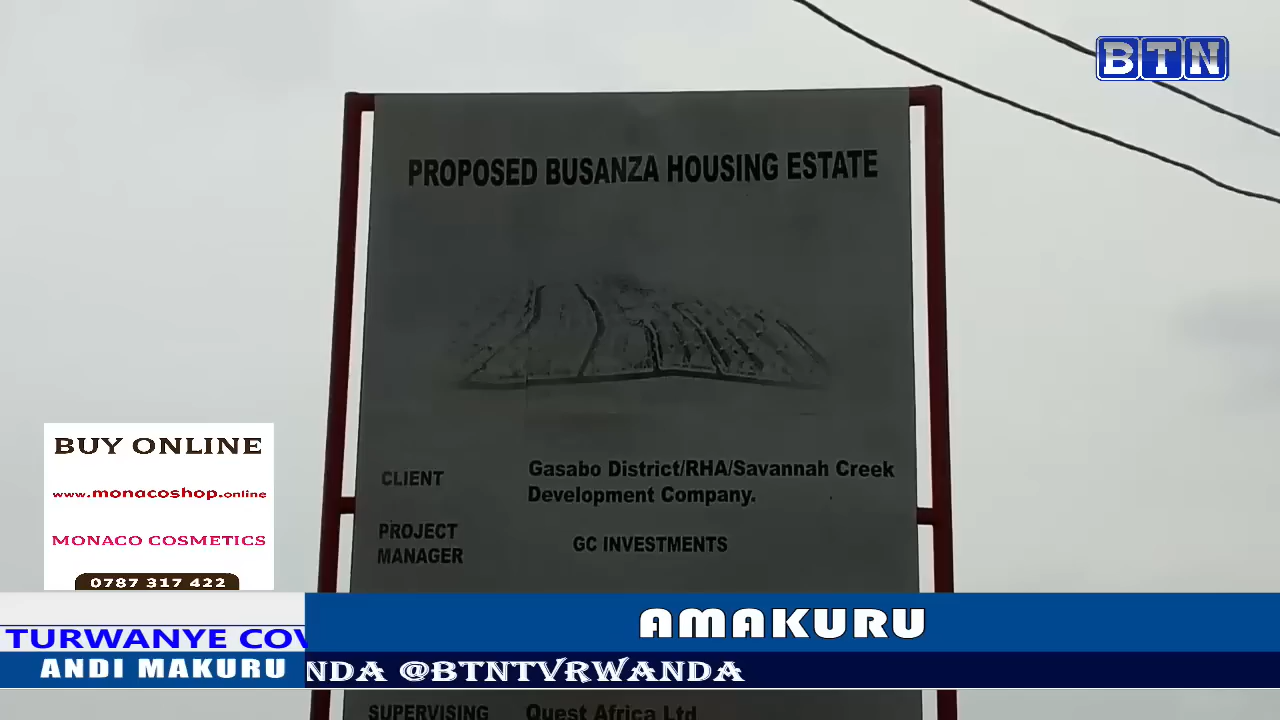 BTN
PROPOSED BUSANZA HOUSING ESTATE
CLIENT
Gasabo District/RHA/Savannah Creek
Development Company.
PROJECT
MANAGER
GC INVESTMENTS
BUY ONLINE
www.monacoshop.online
MONACO COSMETICS
0787 317 422
AMAKURU
TURWANYE COV
ANDI MAKURU
NDA @BTNTVRWANDA
SUPERVISING
Quest Africa Ltd